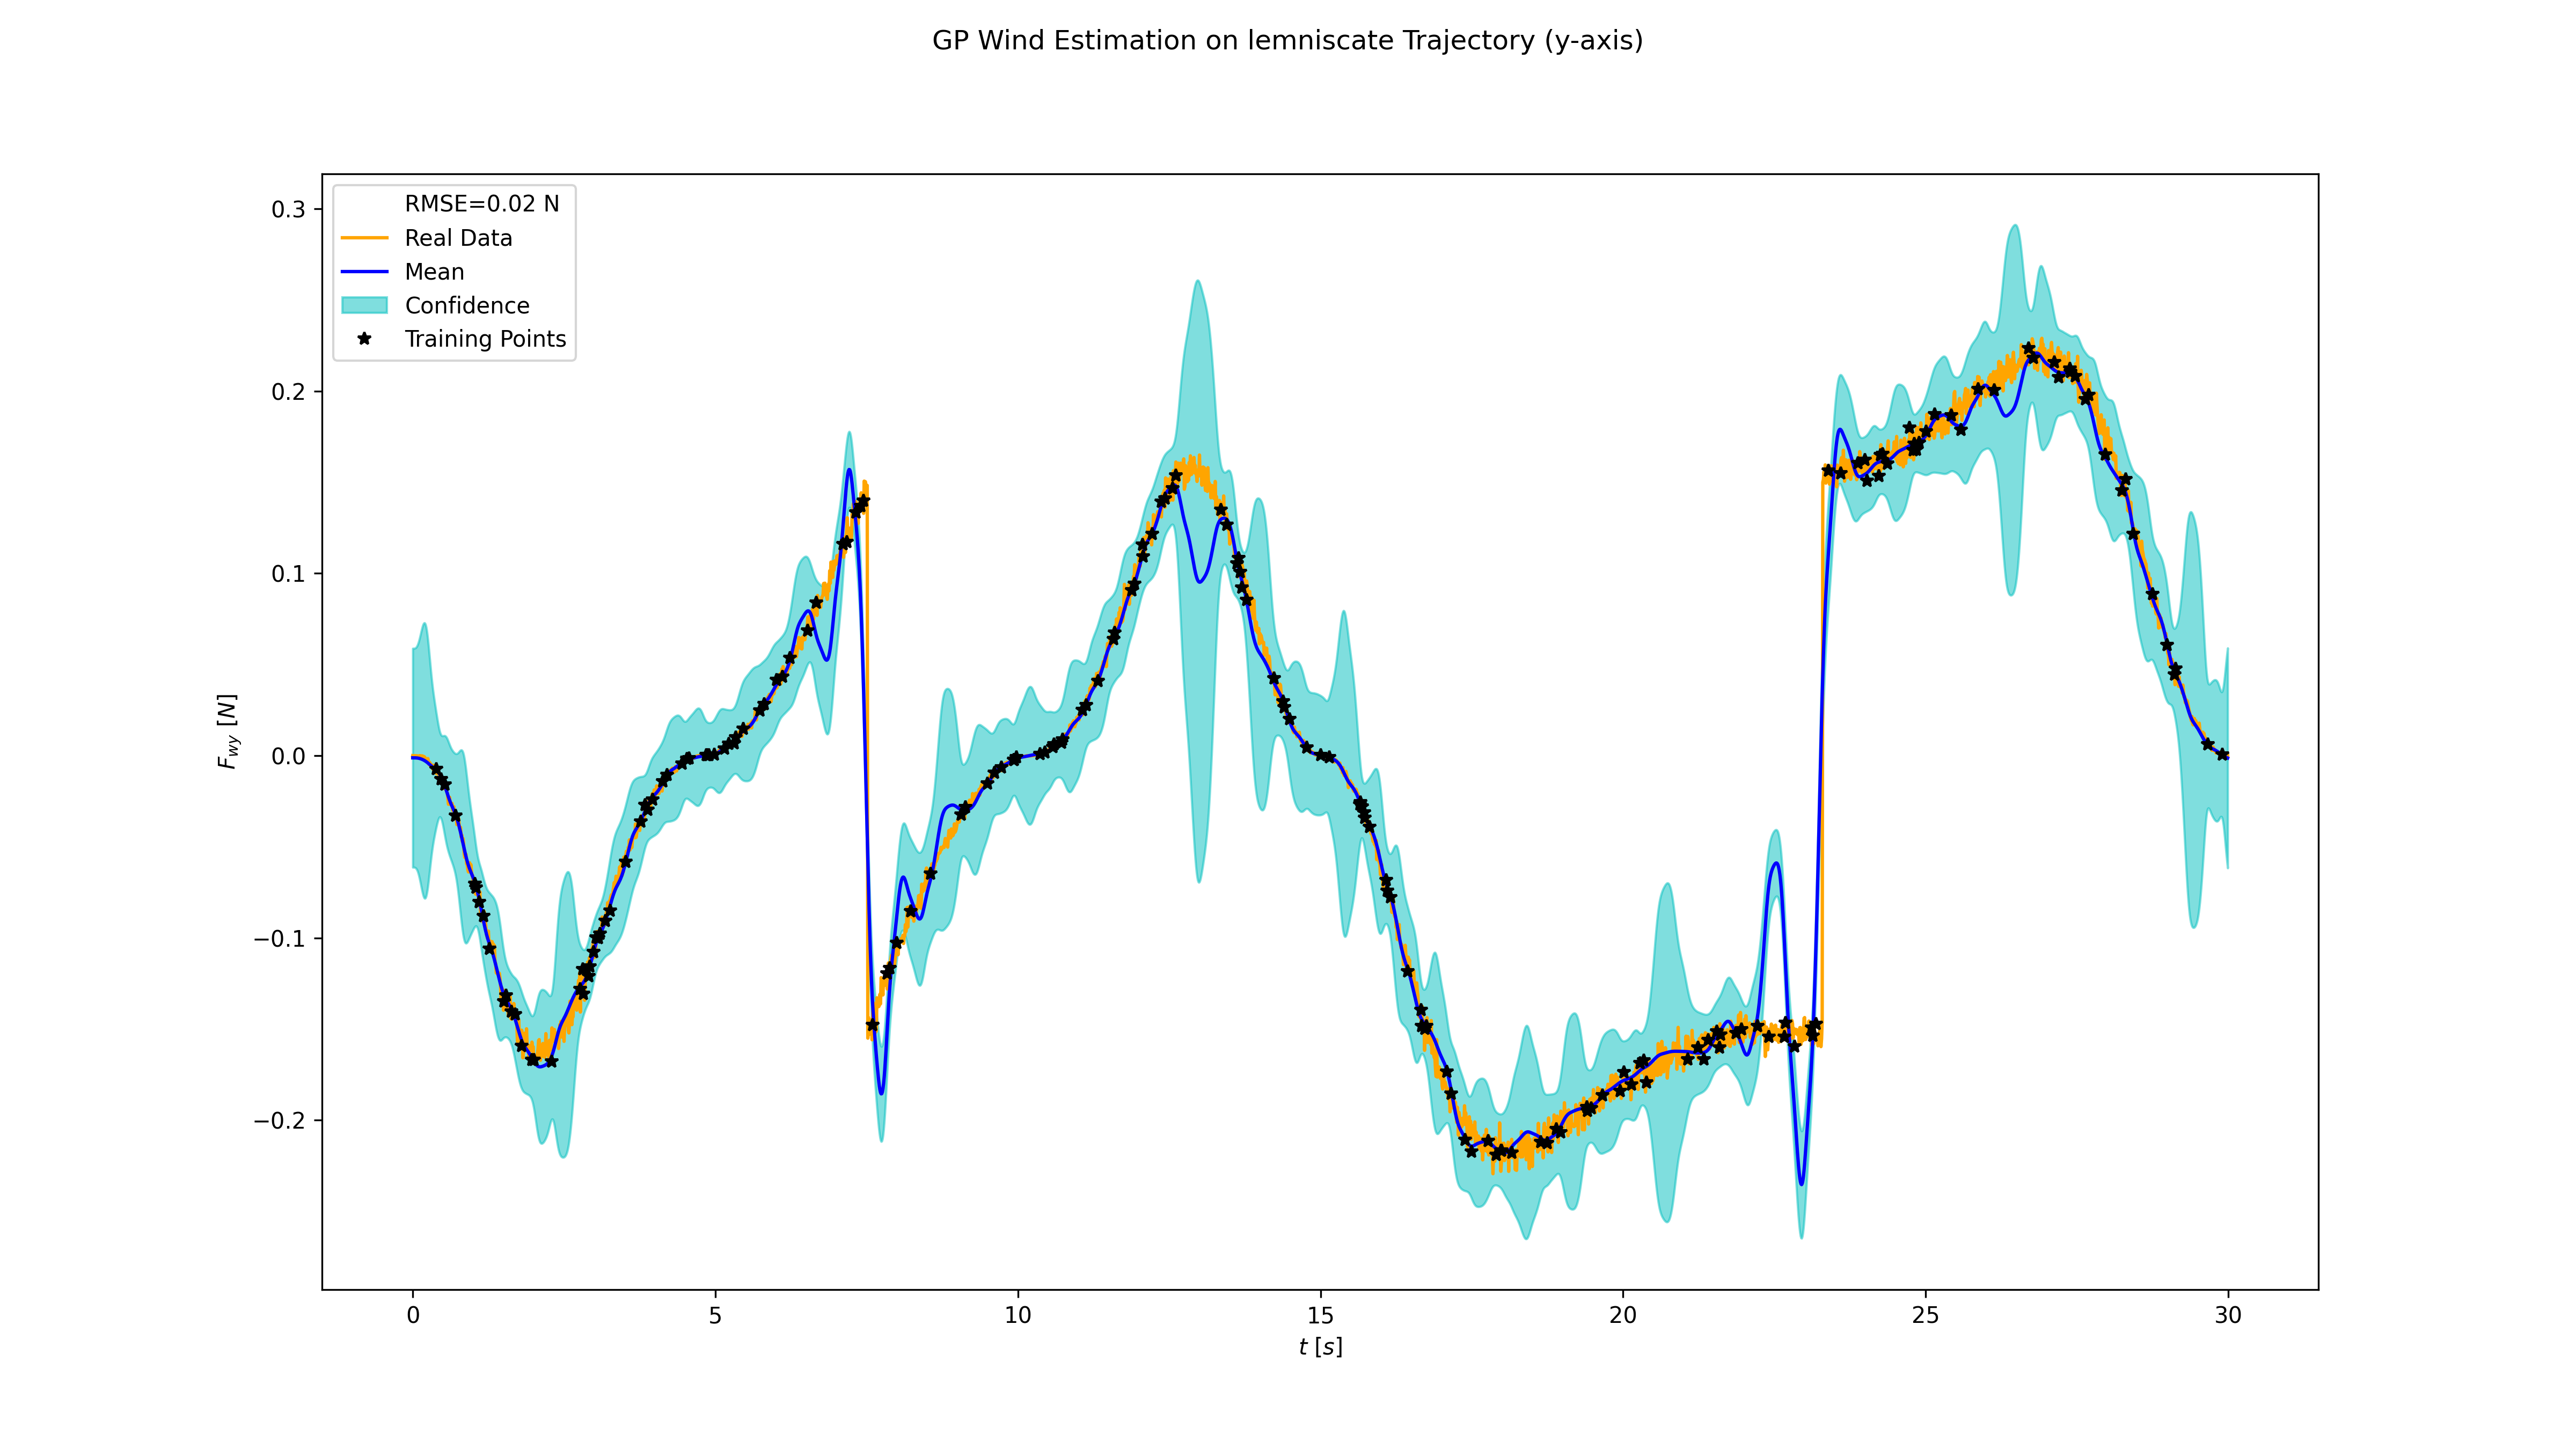 GP Wind Estimation on lemniscate Trajectory (y-axis)
RMSE=0.02 N
Real Data
Mean
Confidence
Training Points
0.3
0.2
0.1
0.0
−0.1
−0.2
F_wy [N]
0 5 10 15 20 25 30
t [s]